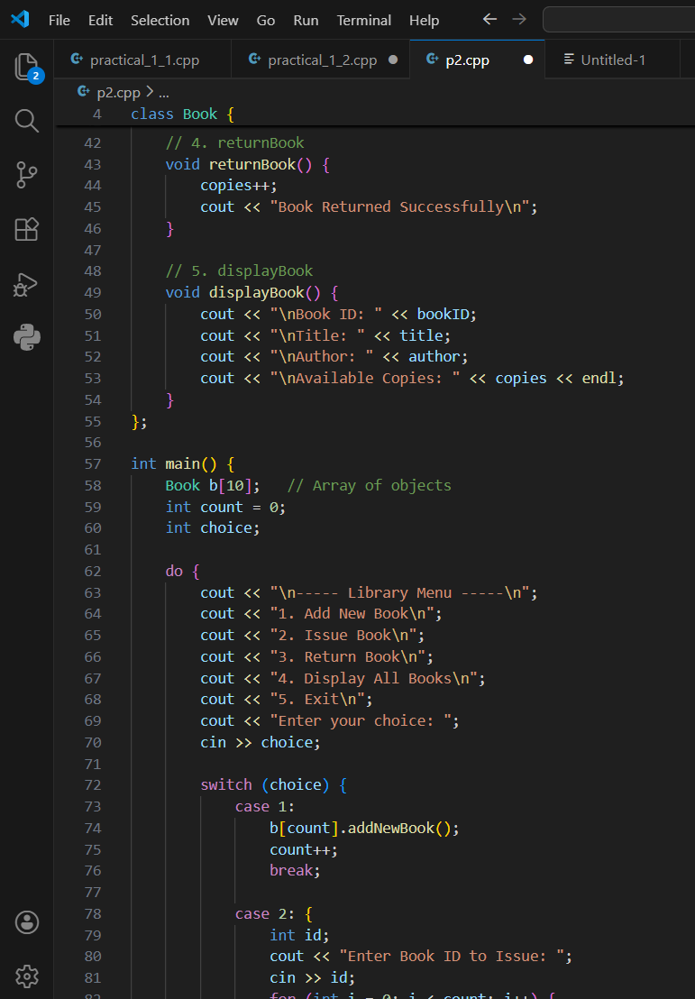 File Edit Selection View Go Run Terminal Help
practical_1_1.cpp practical_1_2.cpp p2.cpp Untitled-1
2
p2.cpp > ...
4 class Book {
42 // 4. returnBook
43 void returnBook() {
44 copies++;
45 cout << "Book Returned Successfully\n";
46 }
47
48 // 5. displayBook
49 void displayBook() {
50 cout << "\nBook ID: " << bookID;
51 cout << "\nTitle: " << title;
52 cout << "\nAuthor: " << author;
53 cout << "\nAvailable Copies: " << copies << endl;
54 }
55 };
56
57 int main() {
58 Book b[10];   // Array of objects
59 int count = 0;
60 int choice;
61
62 do {
63 cout << "\n----- Library Menu -----\n";
64 cout << "1. Add New Book\n";
65 cout << "2. Issue Book\n";
66 cout << "3. Return Book\n";
67 cout << "4. Display All Books\n";
68 cout << "5. Exit\n";
69 cout << "Enter your choice: ";
70 cin >> choice;
71
72 switch (choice) {
73 case 1:
74 b[count].addNewBook();
75 count++;
76 break;
77
78 case 2: {
79 int id;
80 cout << "Enter Book ID to Issue: ";
81 cin >> id;
82 for (int i = 0; i < count; i++) {